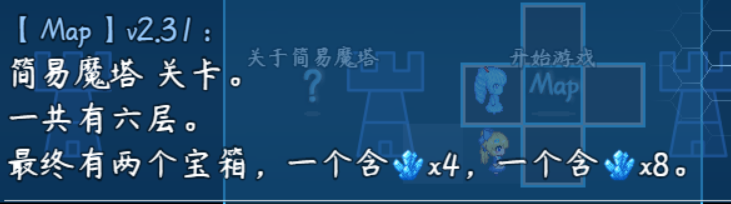 【 Map 】v2.31：
简易魔塔 关卡。
一共有六层。
最终有两个宝箱，一个含x4，一个含x8。
关于简易魔塔
?
开始游戏
Map